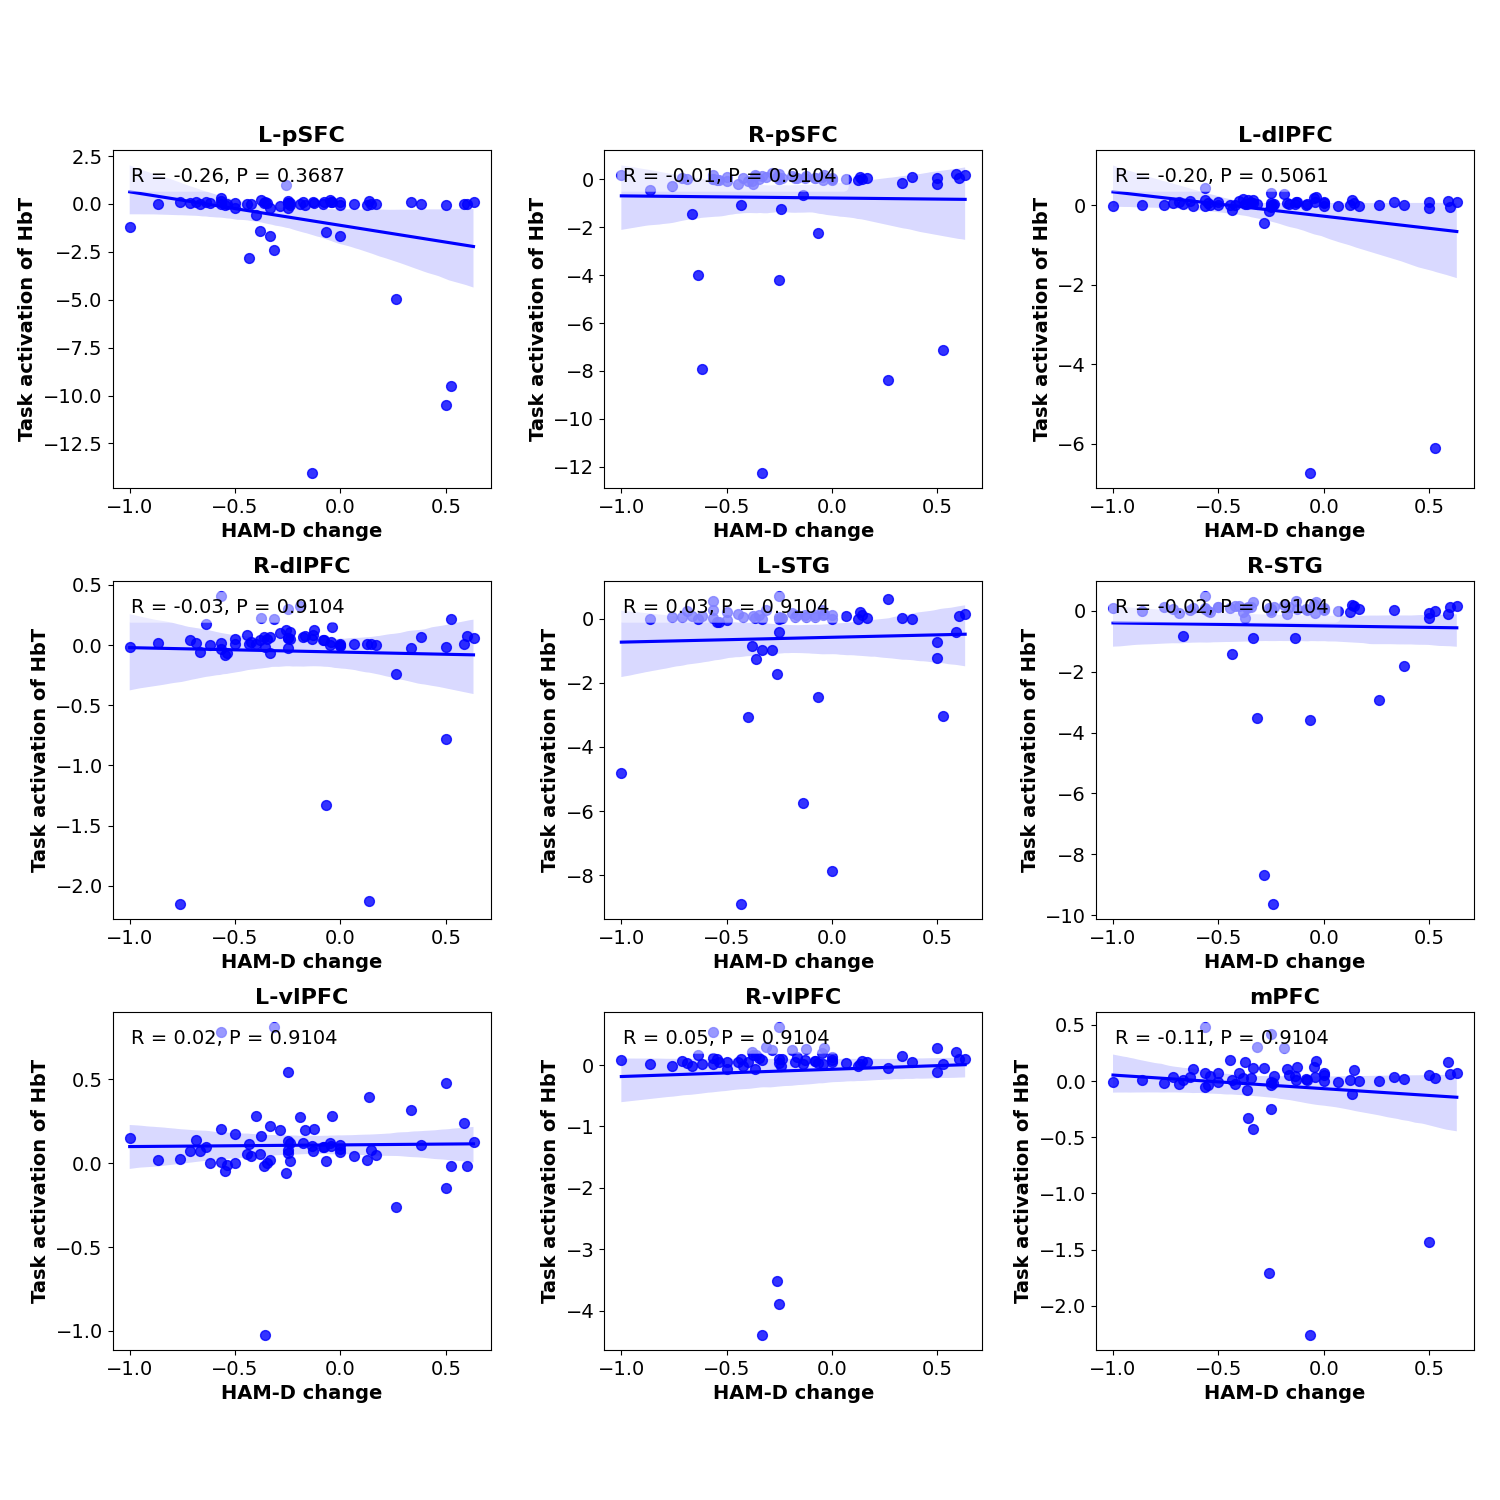 L-pSFC
R = -0.26, P = 0.3687
2.5
0.0
−2.5
−5.0
−7.5
−10.0
−12.5
Task activation of HbT
−1.0 −0.5 0.0 0.5
HAM-D change
R-pSFC
R = -0.01, P = 0.9104
0
−2
−4
−6
−8
−10
−12
Task activation of HbT
−1.0 −0.5 0.0 0.5
HAM-D change
L-dlPFC
R = -0.20, P = 0.5061
0
−2
−4
−6
Task activation of HbT
−1.0 −0.5 0.0 0.5
HAM-D change
R-dlPFC
R = -0.03, P = 0.9104
0.5
0.0
−0.5
−1.0
−1.5
−2.0
Task activation of HbT
−1.0 −0.5 0.0 0.5
HAM-D change
L-STG
R = 0.03, P = 0.9104
0
−2
−4
−6
−8
Task activation of HbT
−1.0 −0.5 0.0 0.5
HAM-D change
R-STG
R = -0.02, P = 0.9104
0
−2
−4
−6
−8
−10
Task activation of HbT
−1.0 −0.5 0.0 0.5
HAM-D change
L-vlPFC
R = 0.02, P = 0.9104
0.5
0.0
−0.5
−1.0
Task activation of HbT
−1.0 −0.5 0.0 0.5
HAM-D change
R-vlPFC
R = 0.05, P = 0.9104
0
−1
−2
−3
−4
Task activation of HbT
−1.0 −0.5 0.0 0.5
HAM-D change
mPFC
R = -0.11, P = 0.9104
0.5
0.0
−0.5
−1.0
−1.5
−2.0
Task activation of HbT
−1.0 −0.5 0.0 0.5
HAM-D change